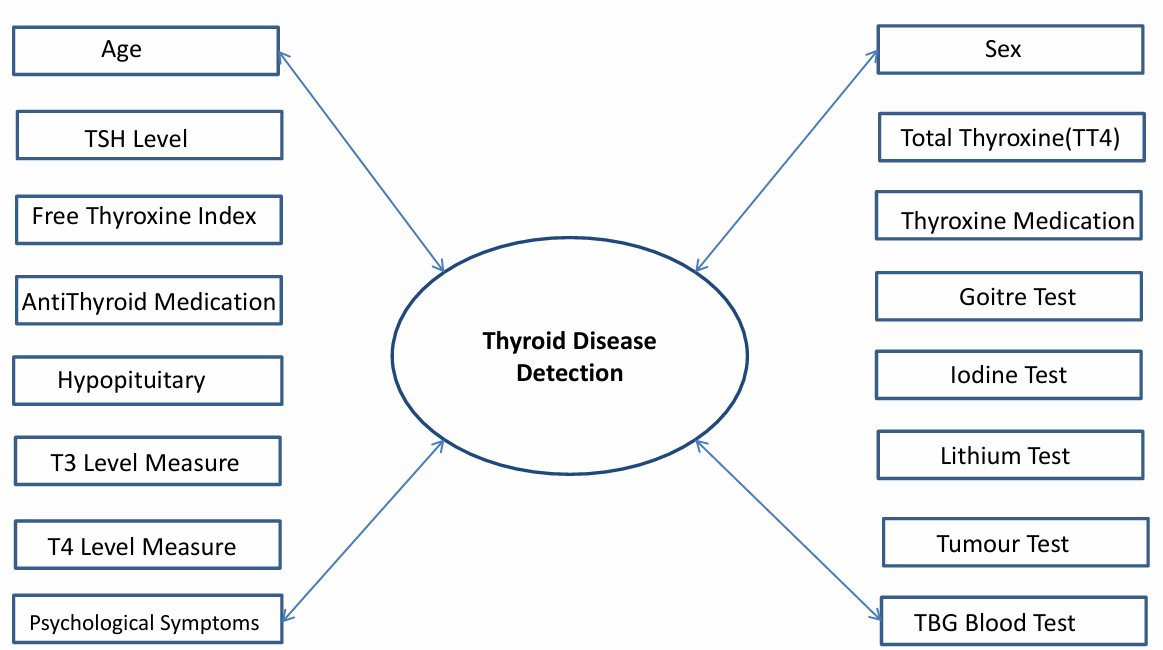 Age
TSH Level
Free Thyroxine Index
AntiThyroid Medication
Hypopituitary
T3 Level Measure
T4 Level Measure
Psychological Symptoms
Thyroid Disease
Detection
Sex
Total Thyroxine(TT4)
Thyroxine Medication
Goitre Test
Iodine Test
Lithium Test
Tumour Test
TBG Blood Test